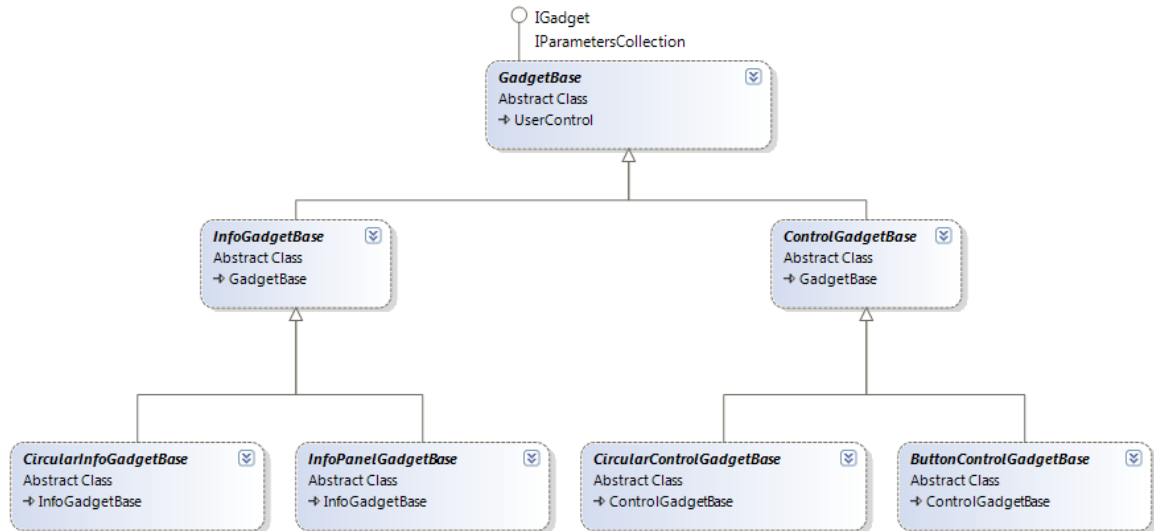 IGadget
IParametersCollection
GadgetBase
Abstract Class
UserControl
InfoGadgetBase
Abstract Class
GadgetBase
ControlGadgetBase
Abstract Class
GadgetBase
CircularInfoGadgetBase
Abstract Class
InfoGadgetBase
InfoPanelGadgetBase
Abstract Class
InfoGadgetBase
CircularControlGadgetBase
Abstract Class
ControlGadgetBase
ButtonControlGadgetBase
Abstract Class
ControlGadgetBase